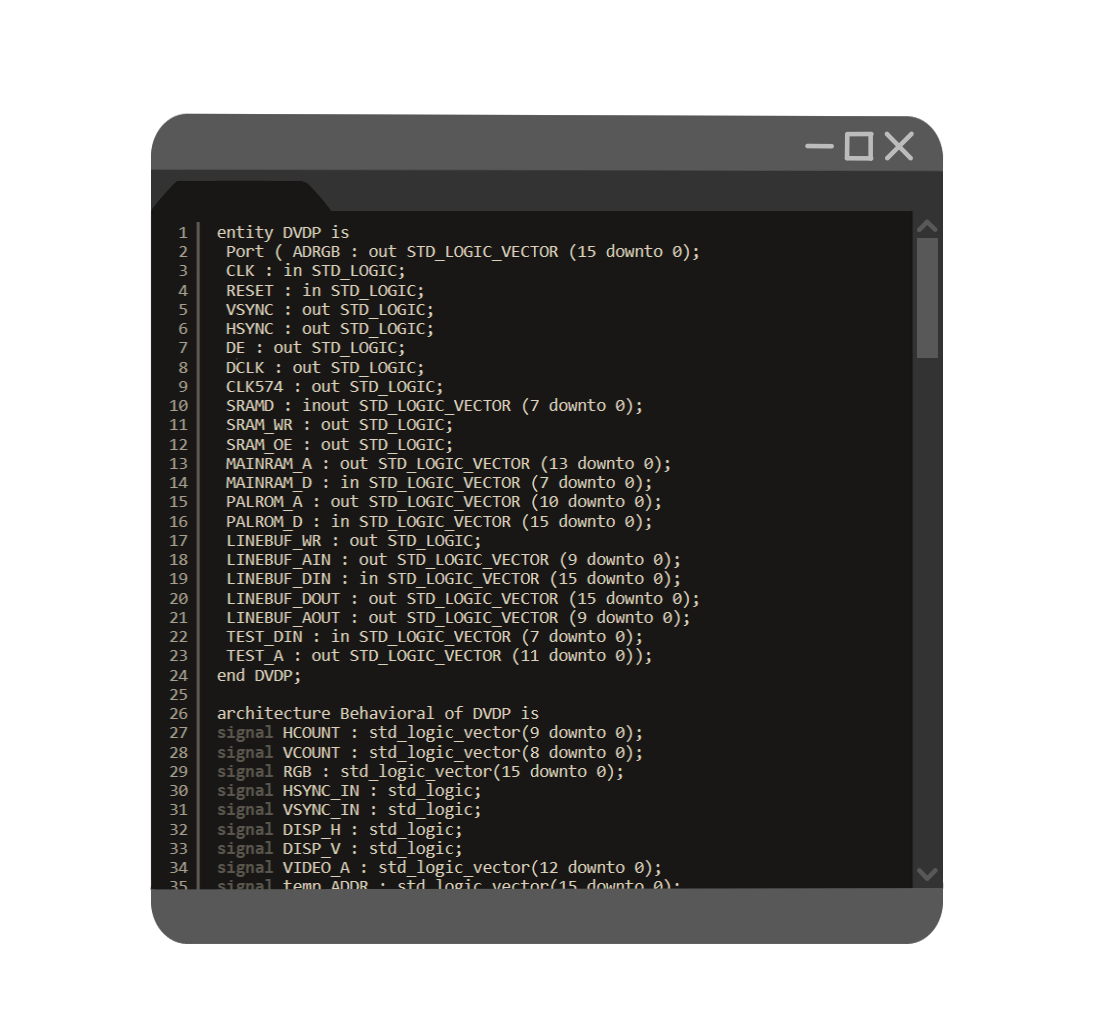 1 entity DVDP is
2 Port ( ADRGB : out STD_LOGIC_VECTOR (15 downto 0);
3 CLK : in STD_LOGIC;
4 RESET : in STD_LOGIC;
5 VSYNC : out STD_LOGIC;
6 HSYNC : out STD_LOGIC;
7 DE : out STD_LOGIC;
8 DCLK : out STD_LOGIC;
9 CLK574 : out STD_LOGIC;
10 SRAMD : inout STD_LOGIC_VECTOR (7 downto 0);
11 SRAM_WR : out STD_LOGIC;
12 SRAM_OE : out STD_LOGIC;
13 MAINRAM_A : out STD_LOGIC_VECTOR (13 downto 0);
14 MAINRAM_D : in STD_LOGIC_VECTOR (7 downto 0);
15 PALROM_A : out STD_LOGIC_VECTOR (10 downto 0);
16 PALROM_D : in STD_LOGIC_VECTOR (15 downto 0);
17 LINEBUF_WR : out STD_LOGIC;
18 LINEBUF_AIN : out STD_LOGIC_VECTOR (9 downto 0);
19 LINEBUF_DIN : in STD_LOGIC_VECTOR (15 downto 0);
20 LINEBUF_DOUT : out STD_LOGIC_VECTOR (15 downto 0);
21 LINEBUF_AOUT : out STD_LOGIC_VECTOR (9 downto 0);
22 TEST_DIN : in STD_LOGIC_VECTOR (7 downto 0);
23 TEST_A : out STD_LOGIC_VECTOR (11 downto 0));
24 end DVDP;
25
26 architecture Behavioral of DVDP is
27 signal HCOUNT : std_logic_vector(9 downto 0);
28 signal VCOUNT : std_logic_vector(8 downto 0);
29 signal RGB : std_logic_vector(15 downto 0);
30 signal HSYNC_IN : std_logic;
31 signal VSYNC_IN : std_logic;
32 signal DISP_H : std_logic;
33 signal DISP_V : std_logic;
34 signal VIDEO_A : std_logic_vector(12 downto 0);
35 signal temp_ADDR : std_logic_vector(15 downto 0);